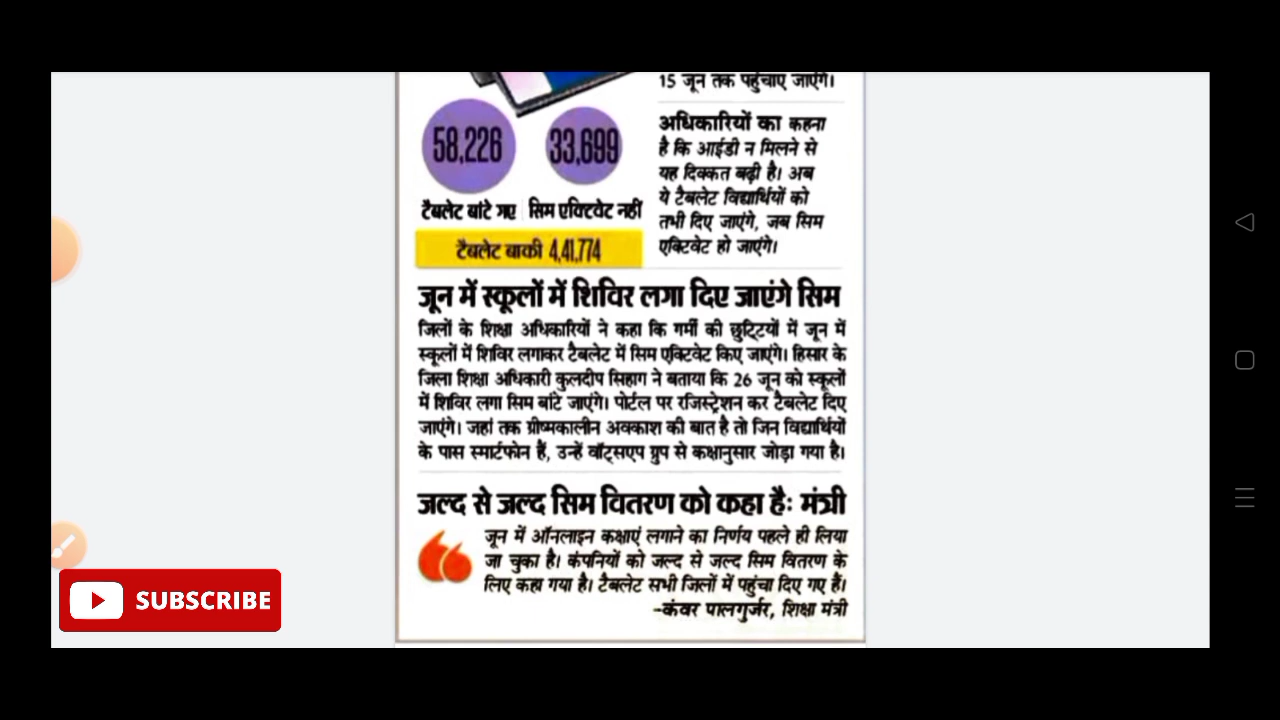 15 जून तक पहुंचाए जाएंगे।
58,226
33,699
टैबलेट बांटे गए
सिम एक्टिवेट नहीं
टैबलेट बाकी 4,41,774
अधिकारियों का कहना
है कि आईडी न मिलने से
यह दिक्कत बढ़ी है। अब
ये टैबलेट विद्यार्थियों को
तभी दिए जाएंगे, जब सिम
एक्टिवेट हो जाएंगे।
जून में स्कूलों में शिविर लगा दिए जाएंगे सिम
जिलों के शिक्षा अधिकारियों ने कहा कि गर्मी की छुट्टियों में जून में
स्कूलों में शिविर लगाकर टैबलेट में सिम एक्टिवेट किए जाएंगे। हिसार के
जिला शिक्षा अधिकारी कुलदीप सिहाग ने बताया कि 26 जून को स्कूलों
में शिविर लगा सिम बांटे जाएंगे। पोर्टल पर रजिस्ट्रेशन कर टैबलेट दिए
जाएंगे। जहां तक ग्रीष्मकालीन अवकाश की बात है तो जिन विद्यार्थियों
के पास स्मार्टफोन हैं, उन्हें वॉट्सएप ग्रुप से कक्षानुसार जोड़ा गया है।
जल्द से जल्द सिम वितरण को कहा है: मंत्री
जून में ऑनलाइन कक्षाएं लगाने का निर्णय पहले ही लिया
जा चुका है। कंपनियों को जल्द से जल्द सिम वितरण के
लिए कहा गया है। टैबलेट सभी जिलों में पहुंचा दिए गए हैं।
-कंवर पालगुर्जर, शिक्षा मंत्री
SUBSCRIBE